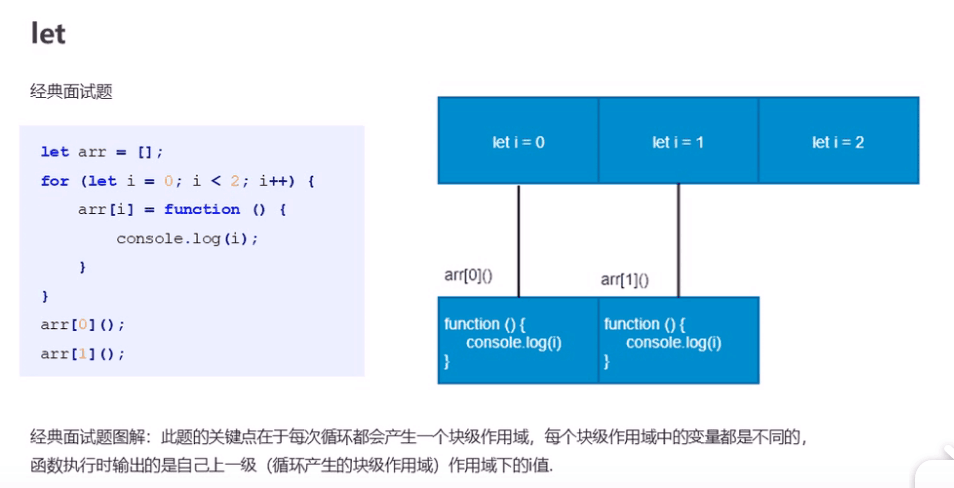 let
经典面试题
let arr = [];
for (let i = 0; i < 2; i++) {
    arr[i] = function () {
        console.log(i);
    }
}
arr[0]();
arr[1]();
let i = 0
let i = 1
let i = 2
arr[0]()
arr[1]()
function () {
console.log(i)
}
function () {
console.log(i)
}
经典面试题图解：此题的关键点在于每次循环都会产生一个块级作用域，每个块级作用域中的变量都是不同的，
函数执行时输出的是自己上一级（循环产生的块级作用域）作用域下的i值.